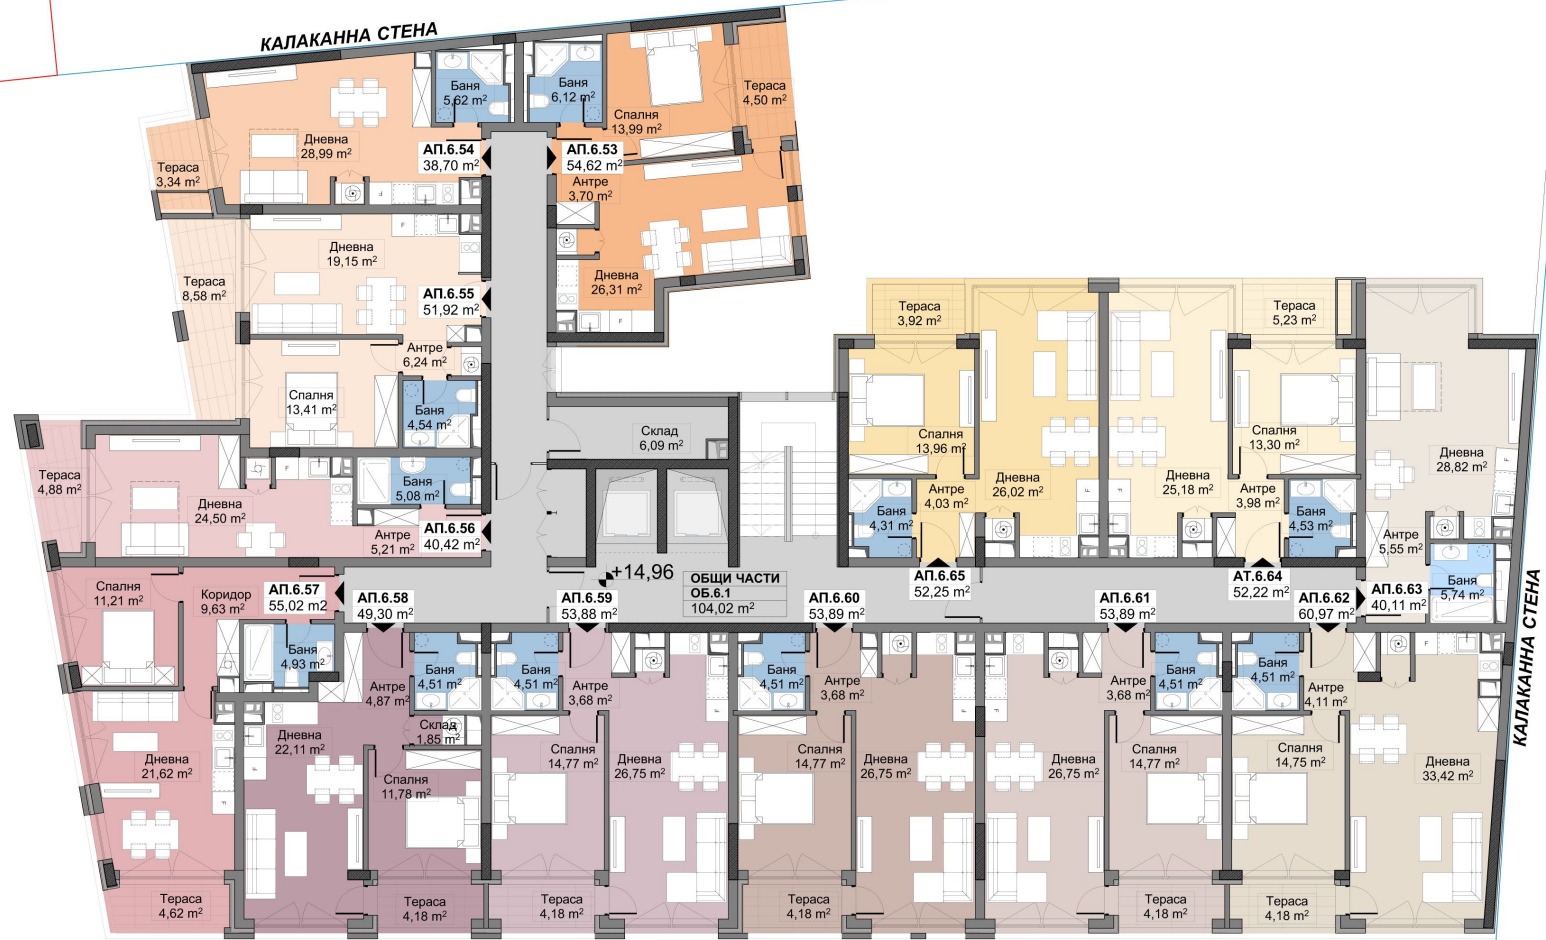 КАЛАКАННА СТЕНА
Баня
5,62 m²
Дневна
28,99 m²
АП.6.54
38,70 m²
Тераса
3,34 m²
Баня
6,12 m²
Спалня
13,99 m²
Тераса
4,50 m²
АП.6.53
54,62 m²
Антре
3,70 m²
Дневна
26,31 m²
Дневна
19,15 m²
Тераса
8,58 m²
АП.6.55
51,92 m²
Антре
6,24 m²
Спалня
13,41 m²
Баня
4,54 m²
Склад
6,09 m²
Тераса
4,88 m²
Дневна
24,50 m²
Баня
5,08 m²
Антре
5,21 m²
АП.6.56
40,42 m²
Тераса
3,92 m²
Спалня
13,96 m²
Дневна
26,02 m²
Антре
4,03 m²
Баня
4,31 m²
АП.6.65
52,25 m²
Тераса
5,23 m²
Спалня
13,30 m²
Дневна
25,18 m²
Антре
3,98 m²
Баня
4,53 m²
АТ.6.64
52,22 m²
Дневна
28,82 m²
Антре
5,55 m²
Баня
5,74 m²
АП.6.63
40,11 m²
КАЛАКАННА СТЕНА
+14,96
ОБЩИ ЧАСТИ
ОБ.6.1
104,02 m²
Спалня
11,21 m²
Коридор
9,63 m²
АП.6.57
55,02 m²
Баня
4,93 m²
Дневна
21,62 m²
Тераса
4,62 m²
АП.6.58
49,30 m²
Антре
4,87 m²
Баня
4,51 m²
Склад
1,85 m²
Дневна
22,11 m²
Спалня
11,78 m²
Тераса
4,18 m²
АП.6.59
53,88 m²
Баня
4,51 m²
Антре
3,68 m²
Спалня
14,77 m²
Дневна
26,75 m²
Тераса
4,18 m²
АП.6.60
53,89 m²
Баня
4,51 m²
Антре
3,68 m²
Спалня
14,77 m²
Дневна
26,75 m²
Тераса
4,18 m²
АП.6.61
53,89 m²
Антре
3,68 m²
Баня
4,51 m²
Дневна
26,75 m²
Спалня
14,77 m²
Тераса
4,18 m²
АП.6.62
60,97 m²
Баня
4,51 m²
Антре
4,11 m²
Спалня
14,75 m²
Дневна
33,42 m²
Тераса
4,18 m²